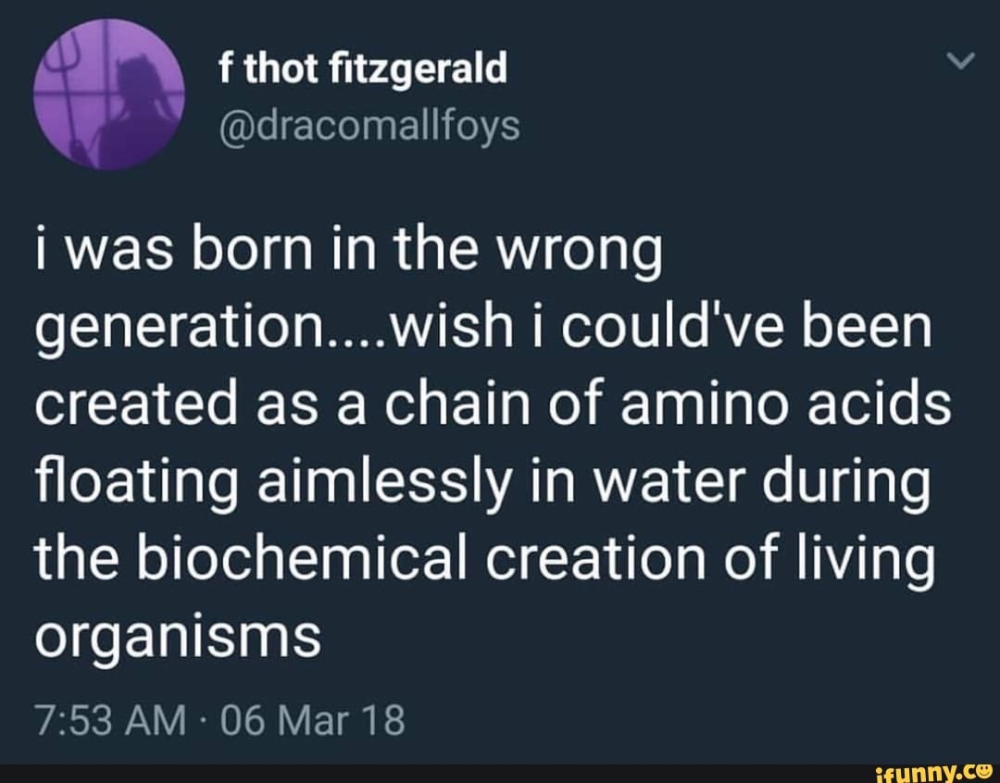 f thot fitzgerald
@dracomallfoys
i was born in the wrong
generation....wish i could've been
created as a chain of amino acids
floating aimlessly in water during
the biochemical creation of living
organisms
7:53 AM · 06 Mar 18
ifunny.co